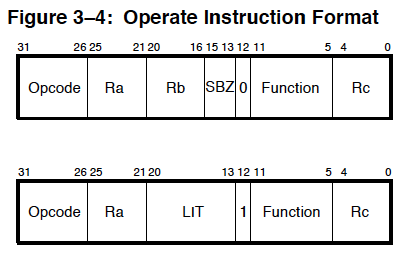 Figure 3–4: Operate Instruction Format
31 26 25 21 20 16 15 13 12 11 5 4 0
Opcode Ra Rb SBZ 0 Function Rc
31 26 25 21 20 13 12 11 5 4 0
Opcode Ra LIT 1 Function Rc